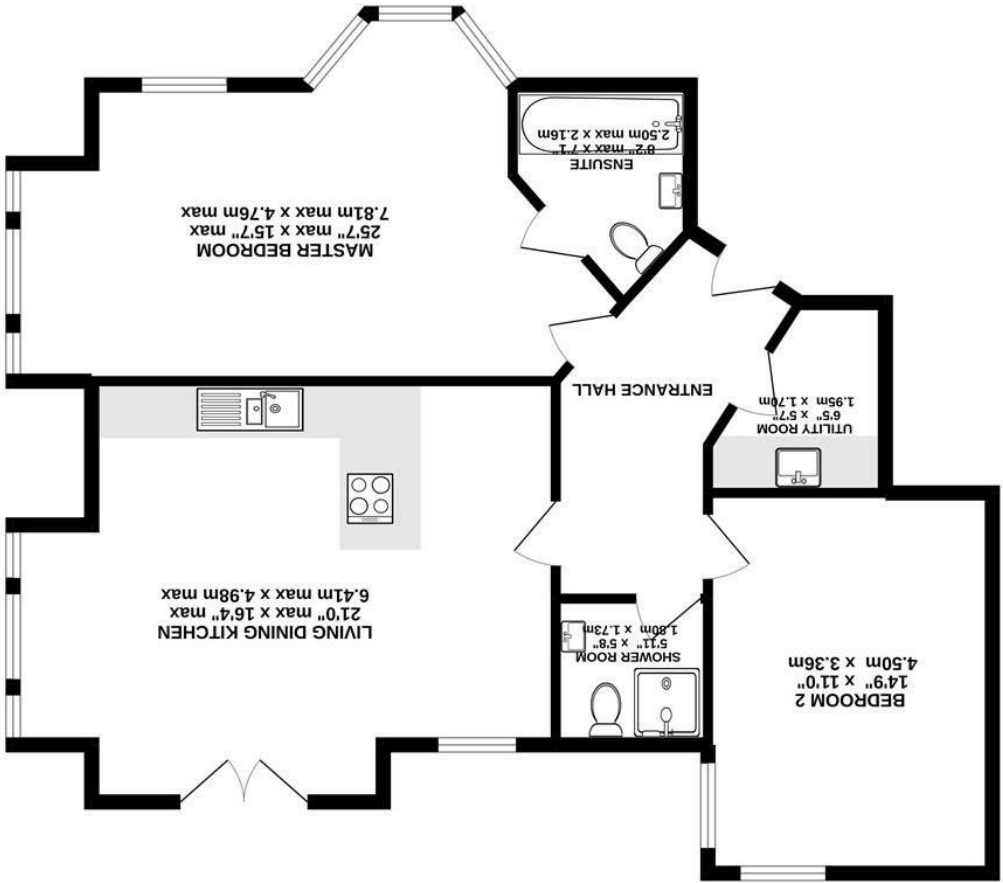 BEDROOM 2
14'9" x 11'0"
4.50m x 3.36m
SHOWER ROOM
5'11" x 5'8"
1.80m x 1.73m
LIVING DINING KITCHEN
21'0" max x 16'4" max
6.41m max x 4.98m max
UTILITY ROOM
6'5" x 5'7"
1.95m x 1.70m
ENTRANCE HALL
MASTER BEDROOM
25'7" max x 15'7" max
7.81m max x 4.76m max
ENSUITE
8'2" max x 7'1"
2.50m max x 2.16m